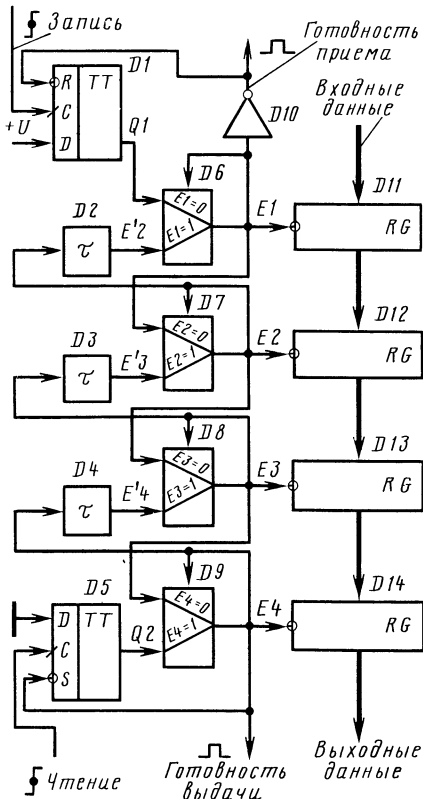 Запись
Готовность
приема
D1
R
TT
C
+U
D
Q1
D10
Входные
данные
D6
D11
E1=0
E1=1
E1
RG
D2
τ
E'2
D7
D12
E2=0
E2=1
E2
RG
D3
τ
E'3
D8
D13
E3=0
E3=1
E3
RG
D4
τ
E'4
D9
D14
E4=0
E4=1
E4
RG
D5
D
TT
C
S
Q2
Чтение
Готовность
выдачи
Выходные
данные